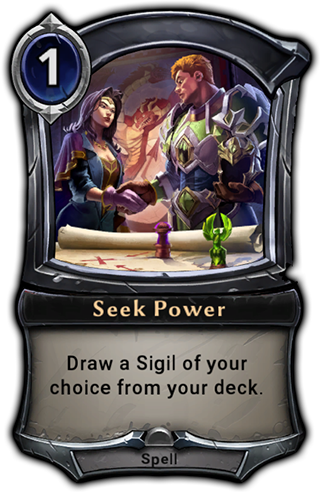 1
Seek Power
Draw a Sigil of your
choice from your deck.
Spell